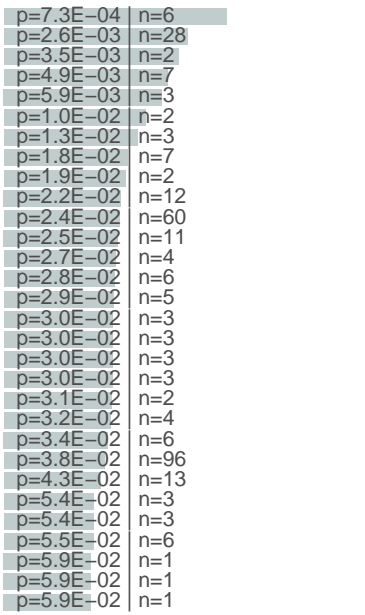 p=7.3E−04 | n=6
p=2.6E−03 | n=28
p=3.5E−03 | n=2
p=4.9E−03 | n=7
p=5.9E−03 | n=3
p=1.0E−02 | n=2
p=1.3E−02 | n=3
p=1.8E−02 | n=7
p=1.9E−02 | n=2
p=2.2E−02 | n=12
p=2.4E−02 | n=60
p=2.5E−02 | n=11
p=2.7E−02 | n=4
p=2.8E−02 | n=6
p=2.9E−02 | n=5
p=3.0E−02 | n=3
p=3.0E−02 | n=3
p=3.0E−02 | n=3
p=3.0E−02 | n=3
p=3.1E−02 | n=2
p=3.2E−02 | n=4
p=3.4E−02 | n=6
p=3.8E−02 | n=96
p=4.3E−02 | n=13
p=5.4E−02 | n=3
p=5.4E−02 | n=3
p=5.5E−02 | n=6
p=5.9E−02 | n=1
p=5.9E−02 | n=1
p=5.9E−02 | n=1